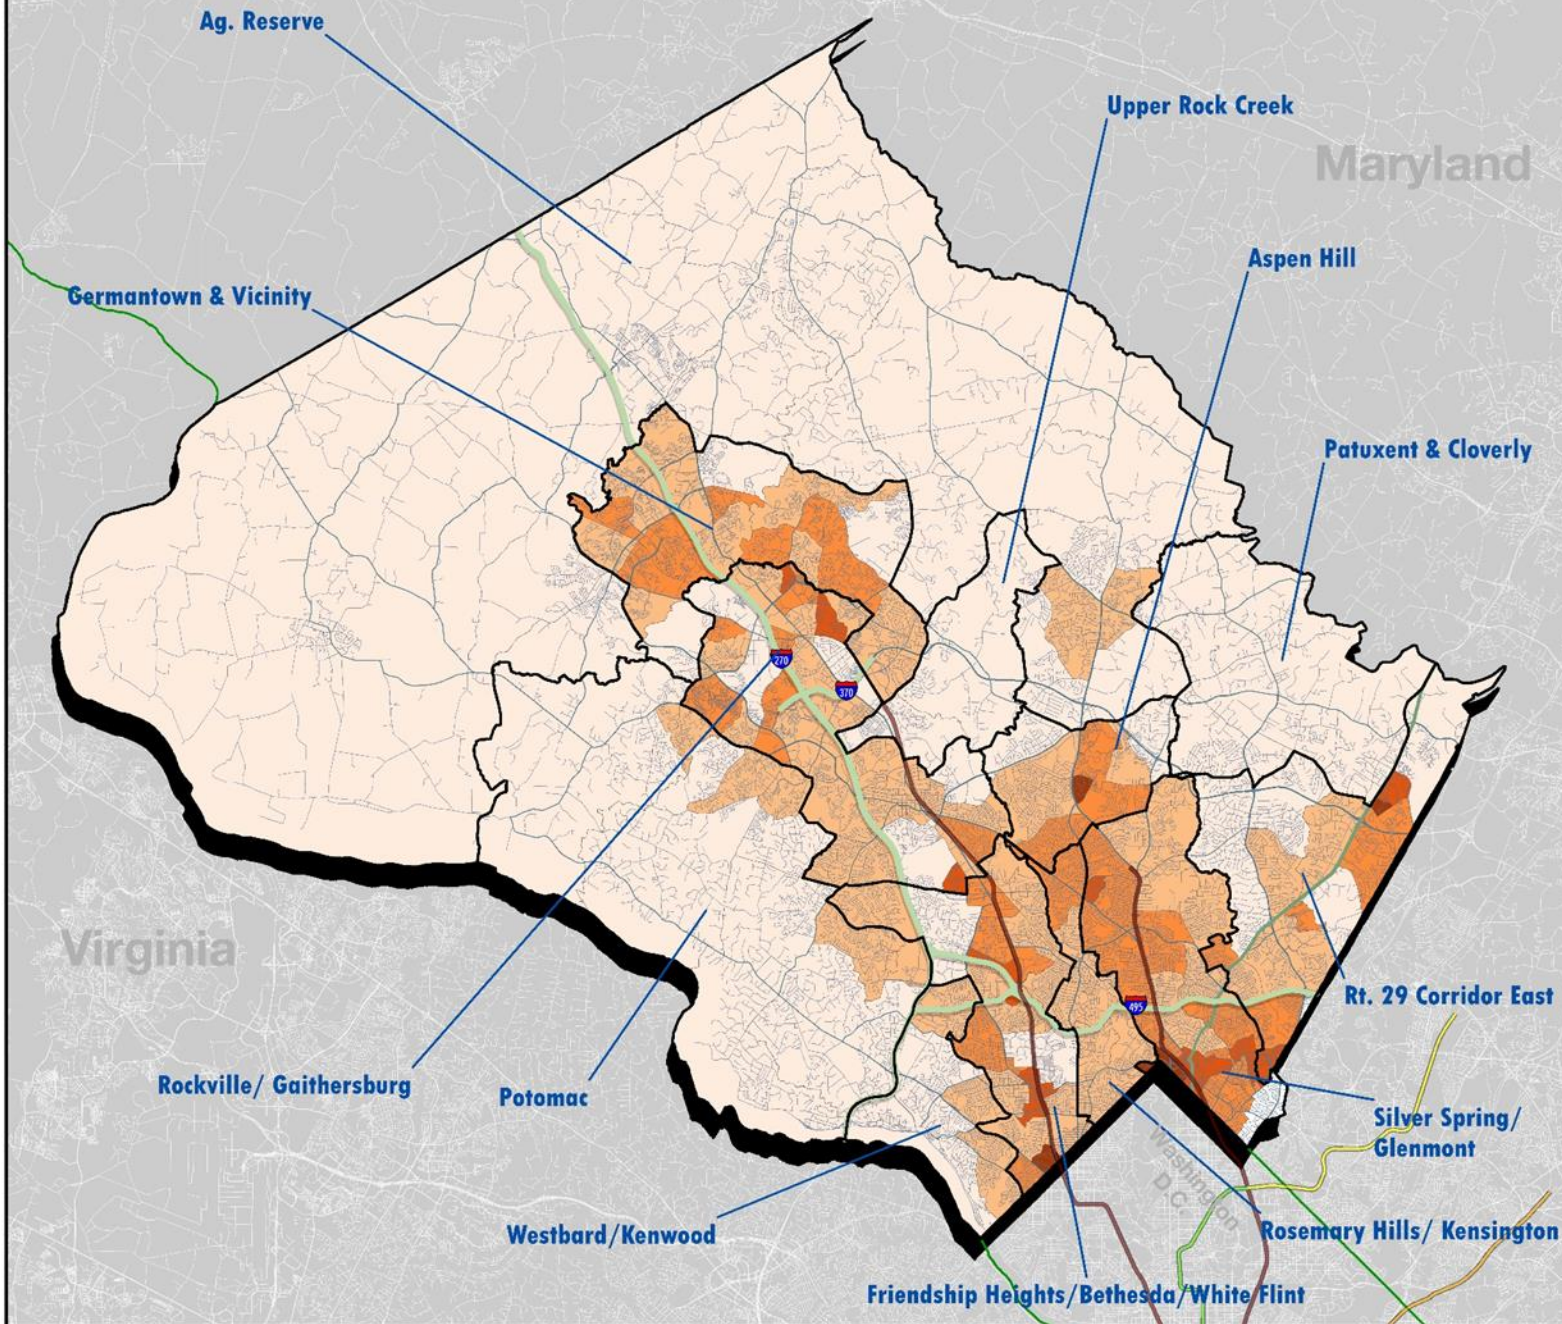 Ag. Reserve
Upper Rock Creek
Maryland
Aspen Hill
Germantown & Vicinity
Patuxent & Cloverly
270
370
Virginia
Rt. 29 Corridor East
495
Rockville/ Gaithersburg
Potomac
Silver Spring/
Glenmont
Washington
D.C.
Westbard/Kenwood
Rosemary Hills/ Kensington
Friendship Heights/Bethesda/White Flint